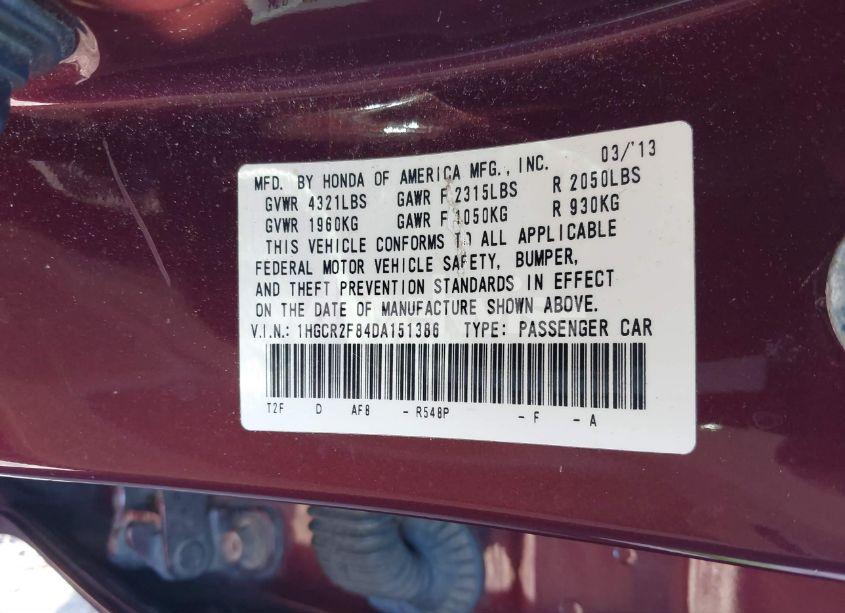 MFD. BY HONDA OF AMERICA MFG., INC. 03/'13
GVWR 4321LBS GAWR F 2315LBS R 2050LBS
GVWR 1960KG GAWR F 1050KG R 930KG
THIS VEHICLE CONFORMS TO ALL APPLICABLE
FEDERAL MOTOR VEHICLE SAFETY, BUMPER,
AND THEFT PREVENTION STANDARDS IN EFFECT
ON THE DATE OF MANUFACTURE SHOWN ABOVE.
V.I.N.: 1HGCR2F84DA151386 TYPE: PASSENGER CAR
T2F D AF8 - R548P - F - A